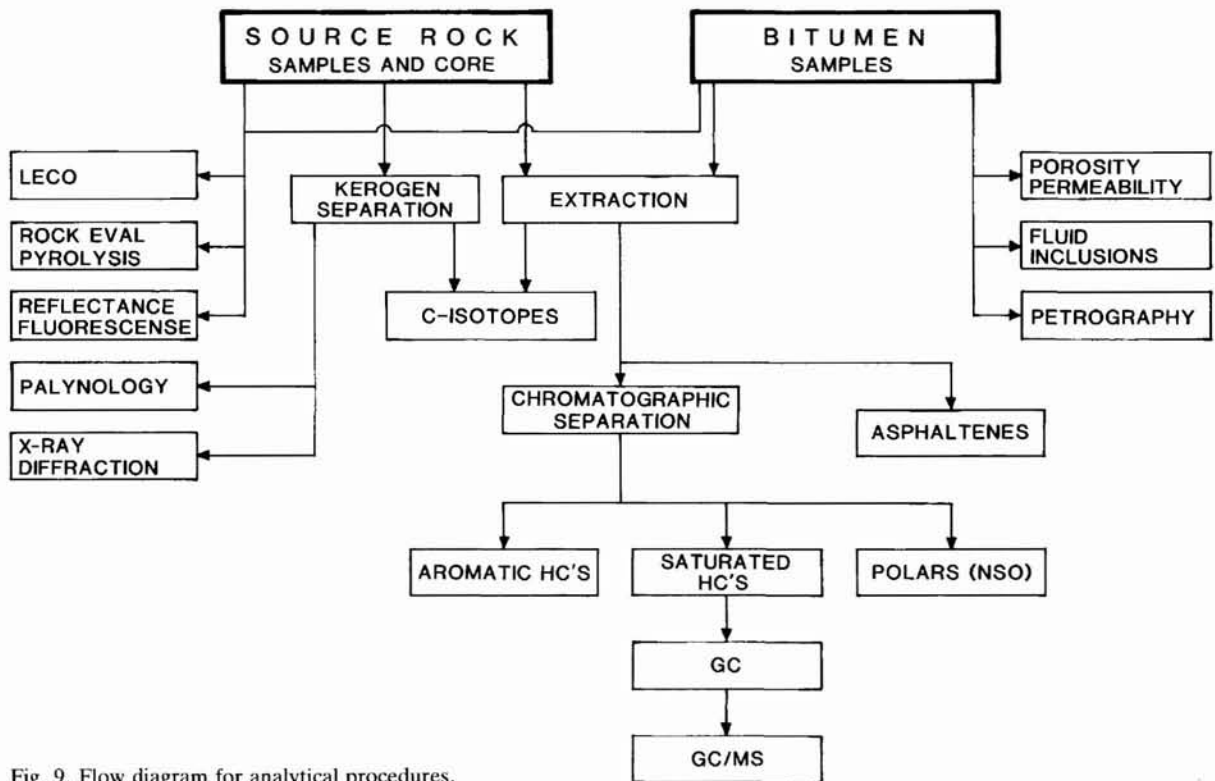 SOURCE ROCK
SAMPLES AND CORE
BITUMEN
SAMPLES
LECO
KEROGEN
SEPARATION
EXTRACTION
POROSITY
PERMEABILITY
ROCK EVAL
PYROLYSIS
FLUID
INCLUSIONS
REFLECTANCE
FLUORESCENSE
C-ISOTOPES
PETROGRAPHY
PALYNOLOGY
CHROMATOGRAPHIC
SEPARATION
ASPHALTENES
X-RAY
DIFFRACTION
AROMATIC HC'S
SATURATED
HC'S
POLARS (NSO)
GC
GC/MS
Fig. 9. Flow diagram for analytical procedures.